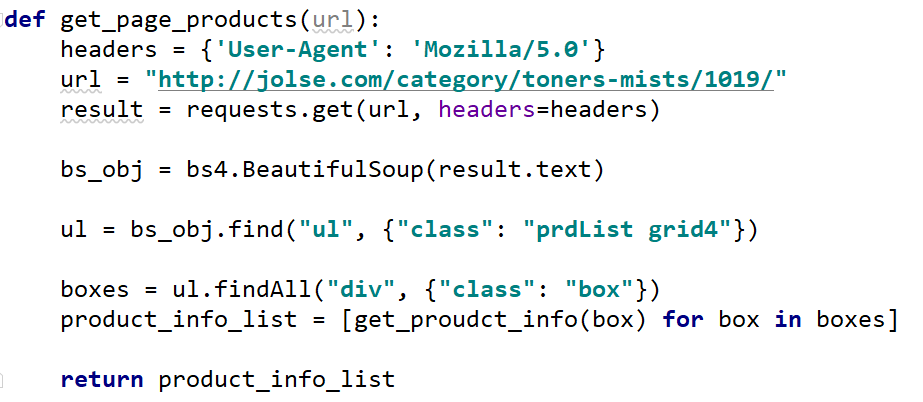 def get_page_products(url):
    headers = {'User-Agent': 'Mozilla/5.0'}
    url = "http://jolse.com/category/toners-mists/1019/"
    result = requests.get(url, headers=headers)
    bs_obj = bs4.BeautifulSoup(result.text)
    ul = bs_obj.find("ul", {"class": "prdList grid4"})
    boxes = ul.findAll("div", {"class": "box"})
    product_info_list = [get_proudct_info(box) for box in boxes]
    return product_info_list